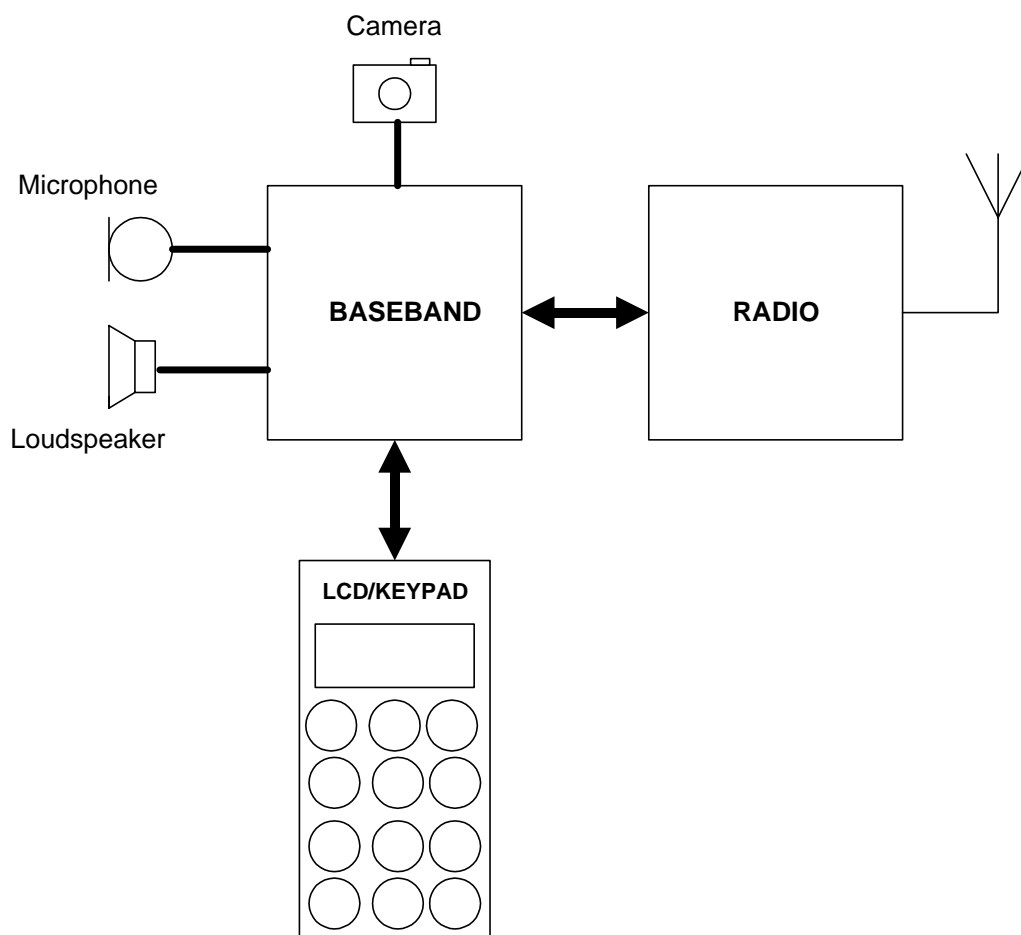 Camera
Microphone
BASEBAND
RADIO
Loudspeaker
LCD/KEYPAD